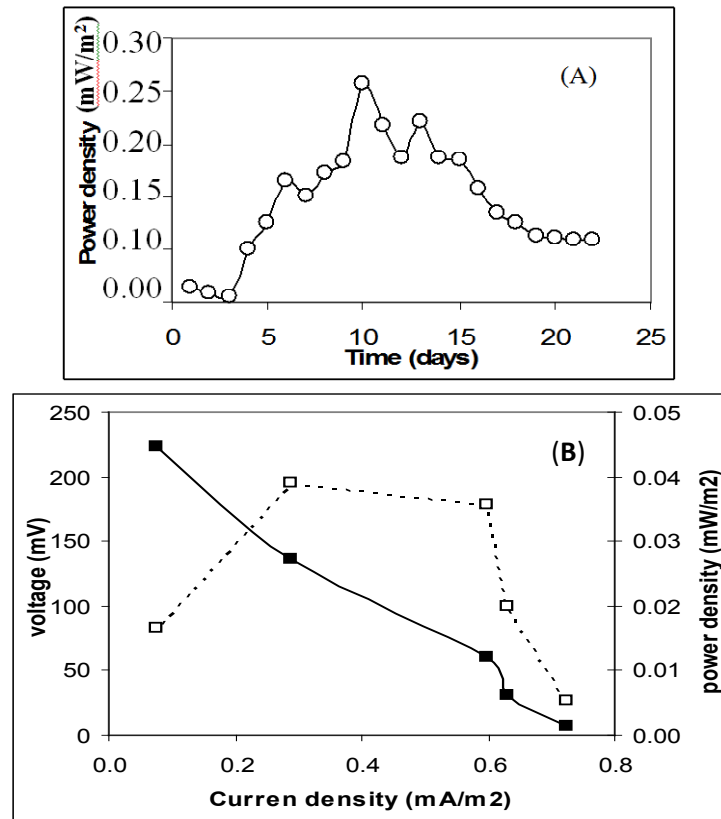 Power density (mW/m²)
0.30
0.25
0.20
0.15
0.10
0.00
(A)
0 5 10 15 20 25
Time (days)
voltage (mV)
250
200
150
100
50
0
(B)
0.05
0.04
0.03
0.02
0.01
0.00
power density (mW/m2)
0.0 0.2 0.4 0.6 0.8
Curren density (mA/m2)